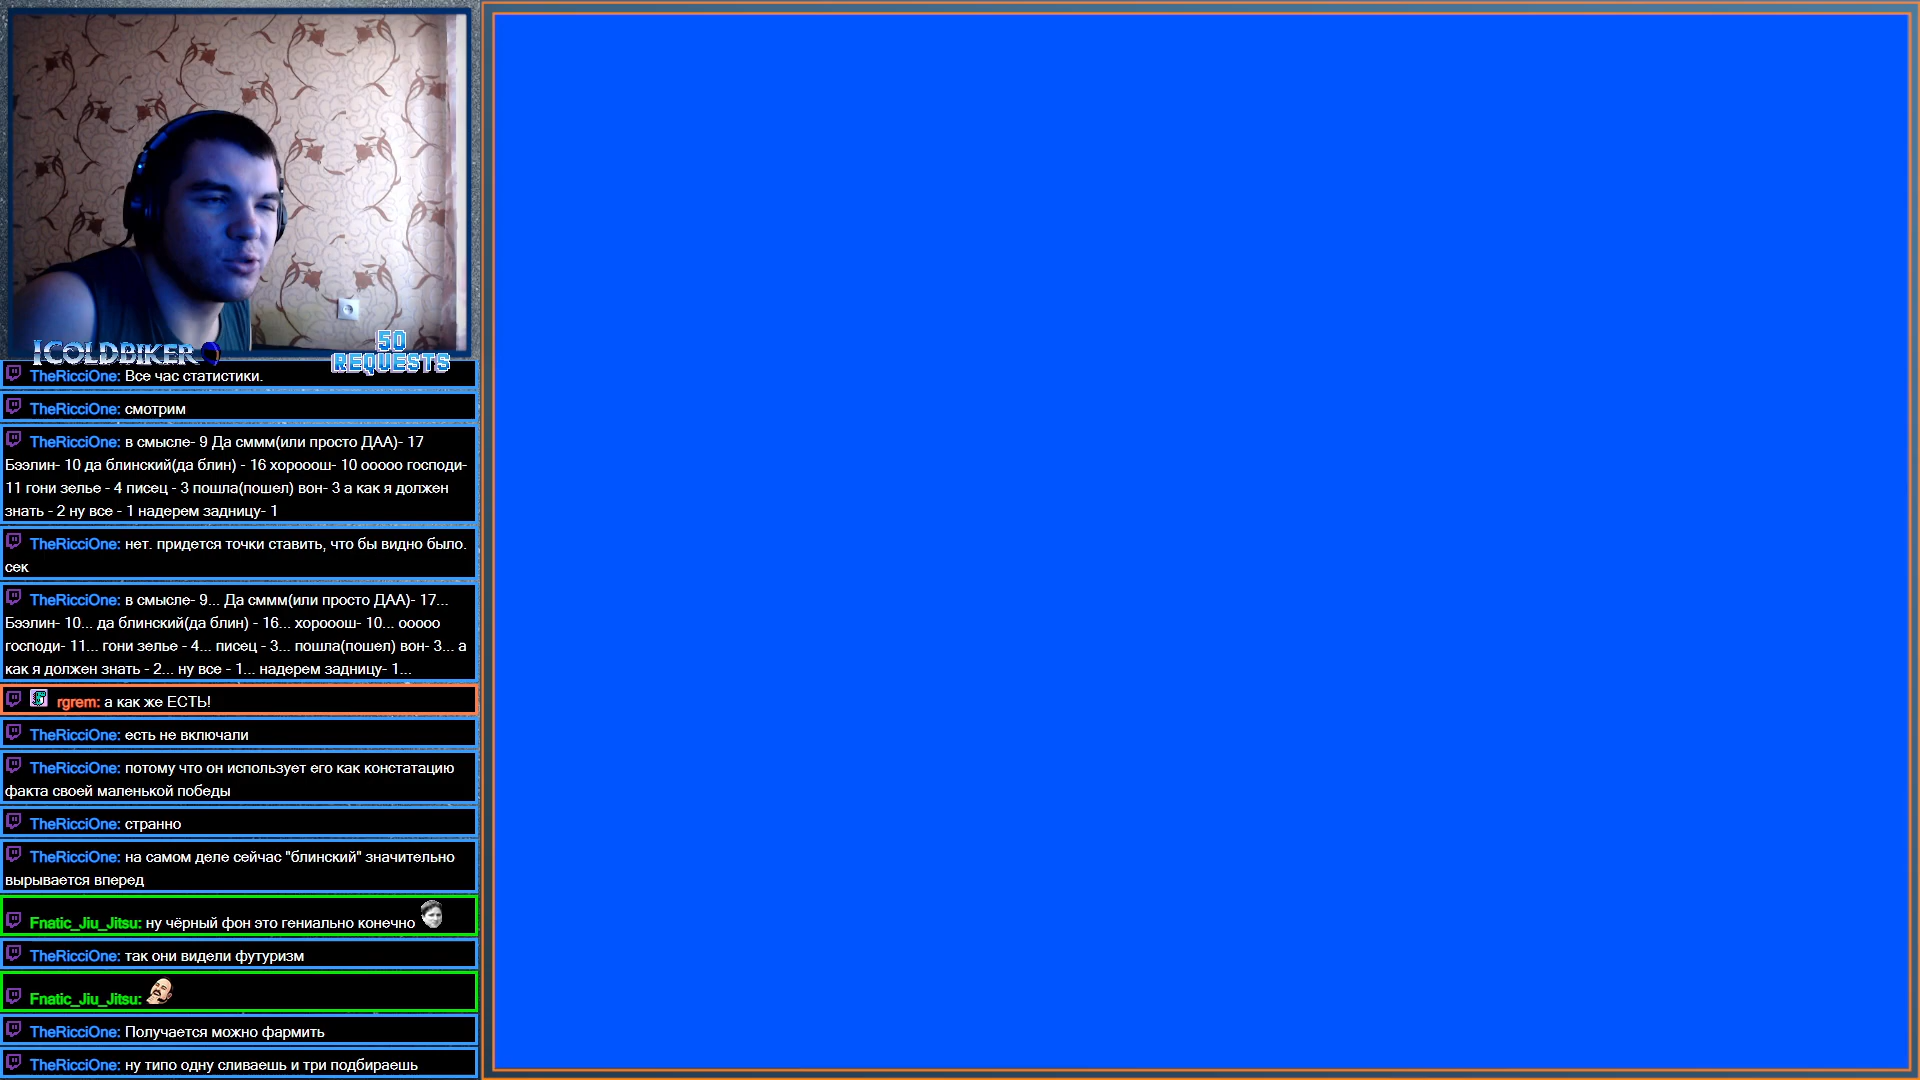 ICOLDBIKER
50
REQUESTS
TheRicciOne: Все час статистики.
TheRicciOne: смотрим
TheRicciOne: в смысле- 9 Да сммм(или просто ДАА)- 17
Бээлин- 10 да блинский(да блин) - 16 хорооош- 10 ооооо господи-
11 гони зелье - 4 писец - 3 пошла(пошел) вон- 3 а как я должен
знать - 2 ну все - 1 надерем задницу- 1
TheRicciOne: нет. придется точки ставить, что бы видно было.
сек
TheRicciOne: в смысле- 9... Да сммм(или просто ДАА)- 17...
Бээлин- 10... да блинский(да блин) - 16... хорооош- 10... ооооо
господи- 11... гони зелье - 4... писец - 3... пошла(пошел) вон- 3... а
как я должен знать - 2... ну все - 1... надерем задницу- 1...
rgrem: а как же ЕСТЬ!
TheRicciOne: есть не включали
TheRicciOne: потому что он использует его как констатацию
факта своей маленькой победы
TheRicciOne: странно
TheRicciOne: на самом деле сейчас "блинский" значительно
вырывается вперед
Fnatic_Jiu_Jitsu: ну чёрный фон это гениально конечно
TheRicciOne: так они видели футуризм
Fnatic_Jiu_Jitsu:
TheRicciOne: Получается можно фармить
TheRicciOne: ну типо одну сливаешь и три подбираешь